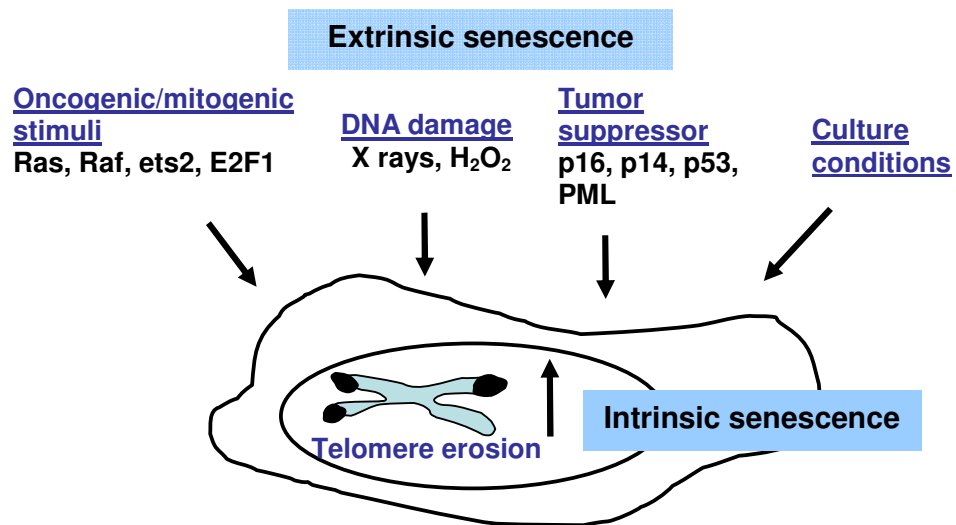 Extrinsic senescence
Oncogenic/mitogenic
stimuli
Ras, Raf, ets2, E2F1
DNA damage
X rays, H₂O₂
Tumor
suppressor
p16, p14, p53,
PML
Culture
conditions
Telomere erosion
Intrinsic senescence